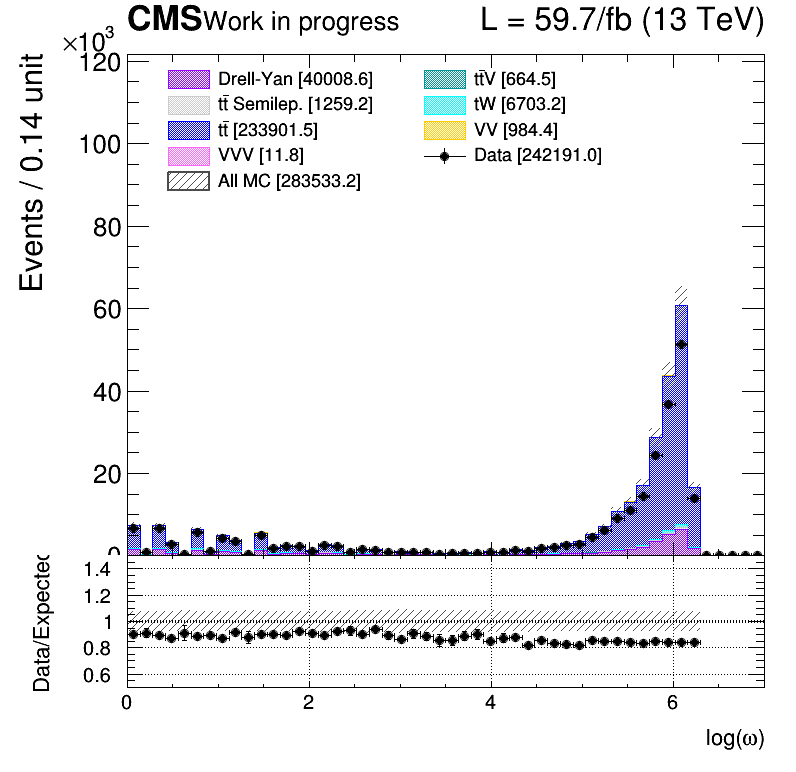 CMS Work in progress L = 59.7/fb (13 TeV)
×10³
Events / 0.14 unit
120
100
80
60
40
20
0
Drell-Yan [40008.6]
tt̄ Semilep. [1259.2]
tt̄ [233901.5]
VVV [11.8]
All MC [283533.2]
tt̄V [664.5]
tW [6703.2]
VV [984.4]
Data [242191.0]
Data/Expected
1.4
1.2
1
0.8
0.6
0 2 4 6
log(ω)